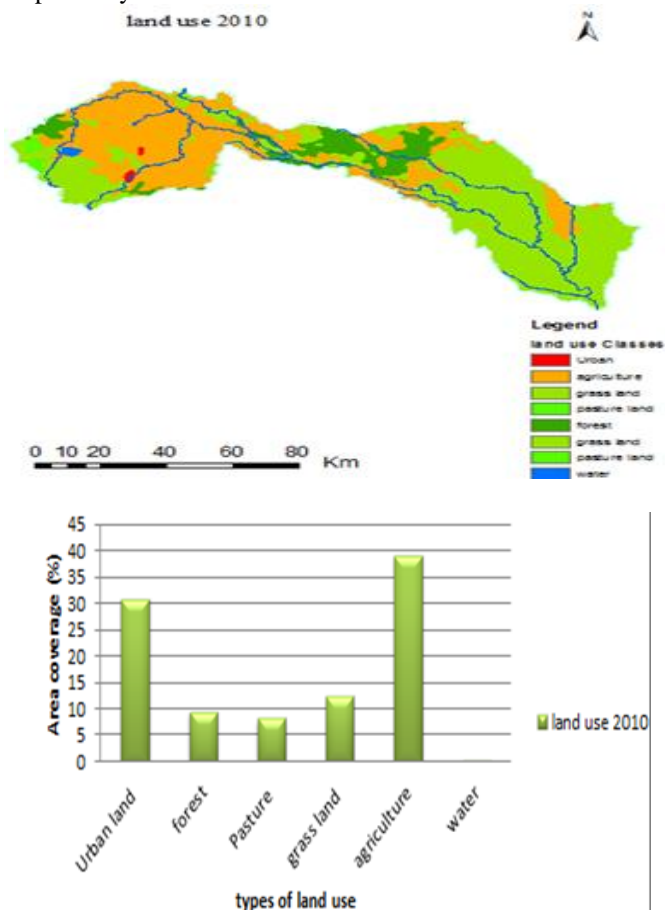 land use 2010
N
Legend
land use Classes
Urban
agriculture
grass land
pasture land
forest
grass land
pasture land
water
0 10 20 40 60 80
Km
45
40
35
30
25
20
15
10
5
0
Area coverage (%)
Urban land
forest
Pasture
grass land
agriculture
water
types of land use
land use 2010